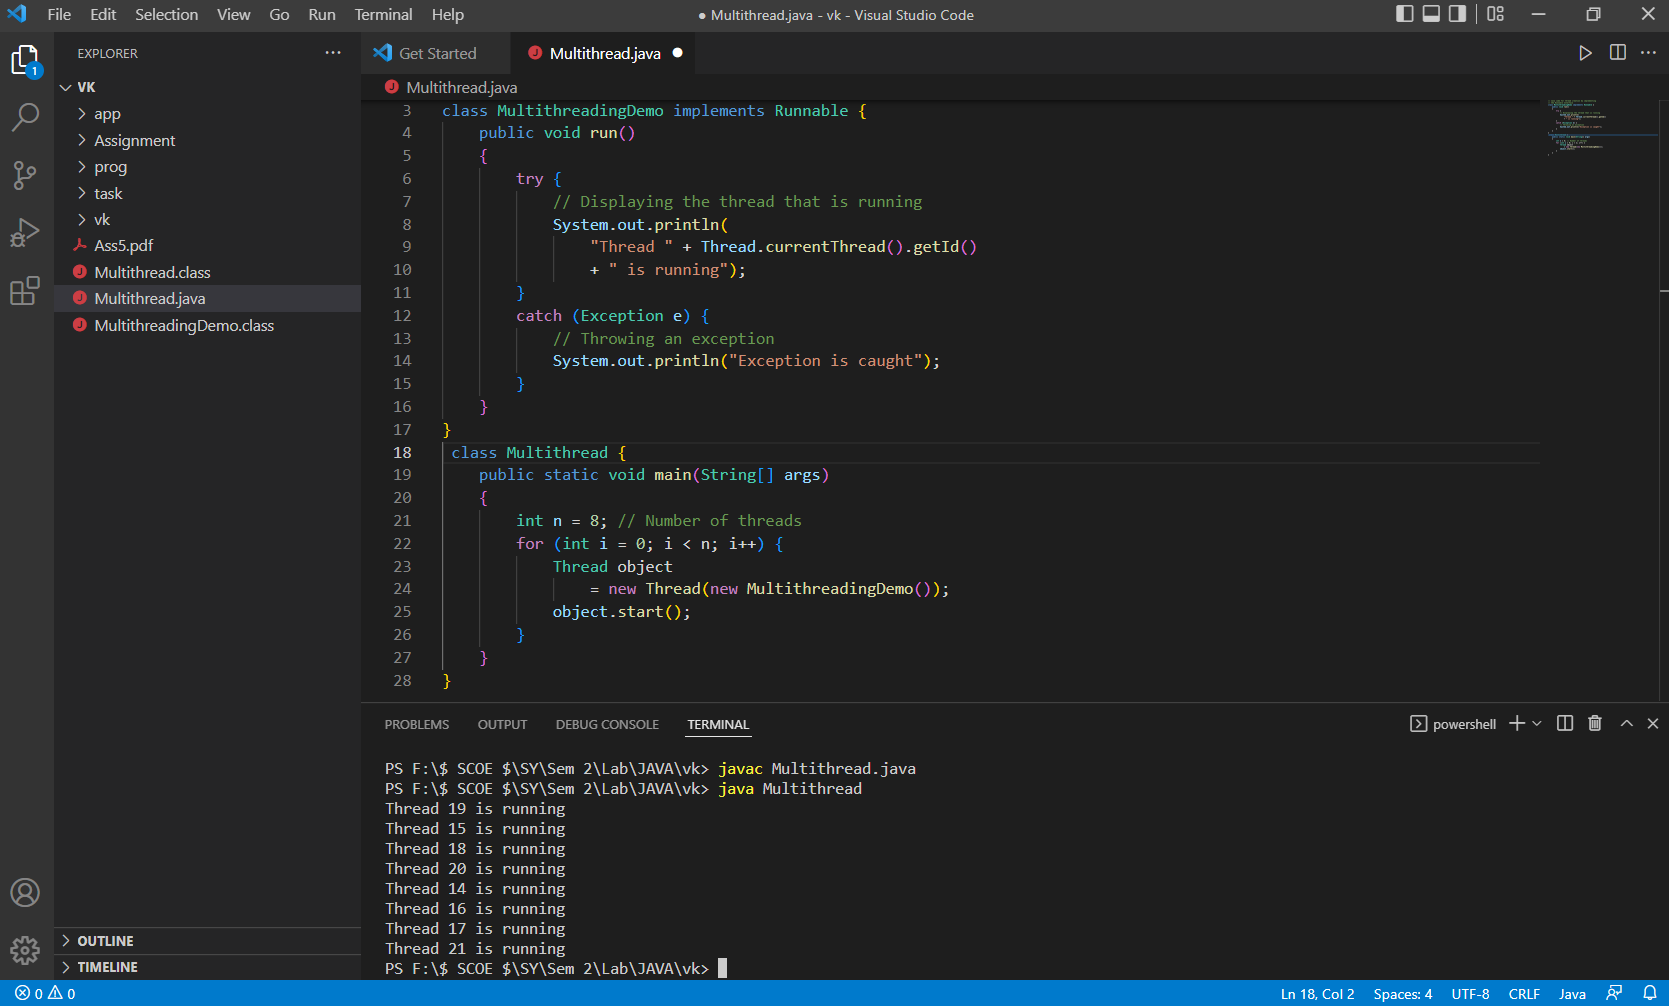 File Edit Selection View Go Run Terminal Help
● Multithread.java - vk - Visual Studio Code
EXPLORER
1
VK
app
Assignment
prog
task
vk
Ass5.pdf
Multithread.class
Multithread.java
MultithreadingDemo.class
OUTLINE
TIMELINE
Get Started
Multithread.java
Multithread.java
3 class MultithreadingDemo implements Runnable {
4 public void run()
5 {
6 try {
7 // Displaying the thread that is running
8 System.out.println(
9 "Thread " + Thread.currentThread().getId()
10 + " is running");
11 }
12 catch (Exception e) {
13 // Throwing an exception
14 System.out.println("Exception is caught");
15 }
16 }
17 }
18 class Multithread {
19 public static void main(String[] args)
20 {
21 int n = 8; // Number of threads
22 for (int i = 0; i < n; i++) {
23 Thread object
24 = new Thread(new MultithreadingDemo());
25 object.start();
26 }
27 }
28 }
PROBLEMS OUTPUT DEBUG CONSOLE TERMINAL
powershell
PS F:\$ SCOE $\SY\Sem 2\Lab\JAVA\vk> javac Multithread.java
PS F:\$ SCOE $\SY\Sem 2\Lab\JAVA\vk> java Multithread
Thread 19 is running
Thread 15 is running
Thread 18 is running
Thread 20 is running
Thread 14 is running
Thread 16 is running
Thread 17 is running
Thread 21 is running
PS F:\$ SCOE $\SY\Sem 2\Lab\JAVA\vk>
0 0
Ln 18, Col 2 Spaces: 4 UTF-8 CRLF Java